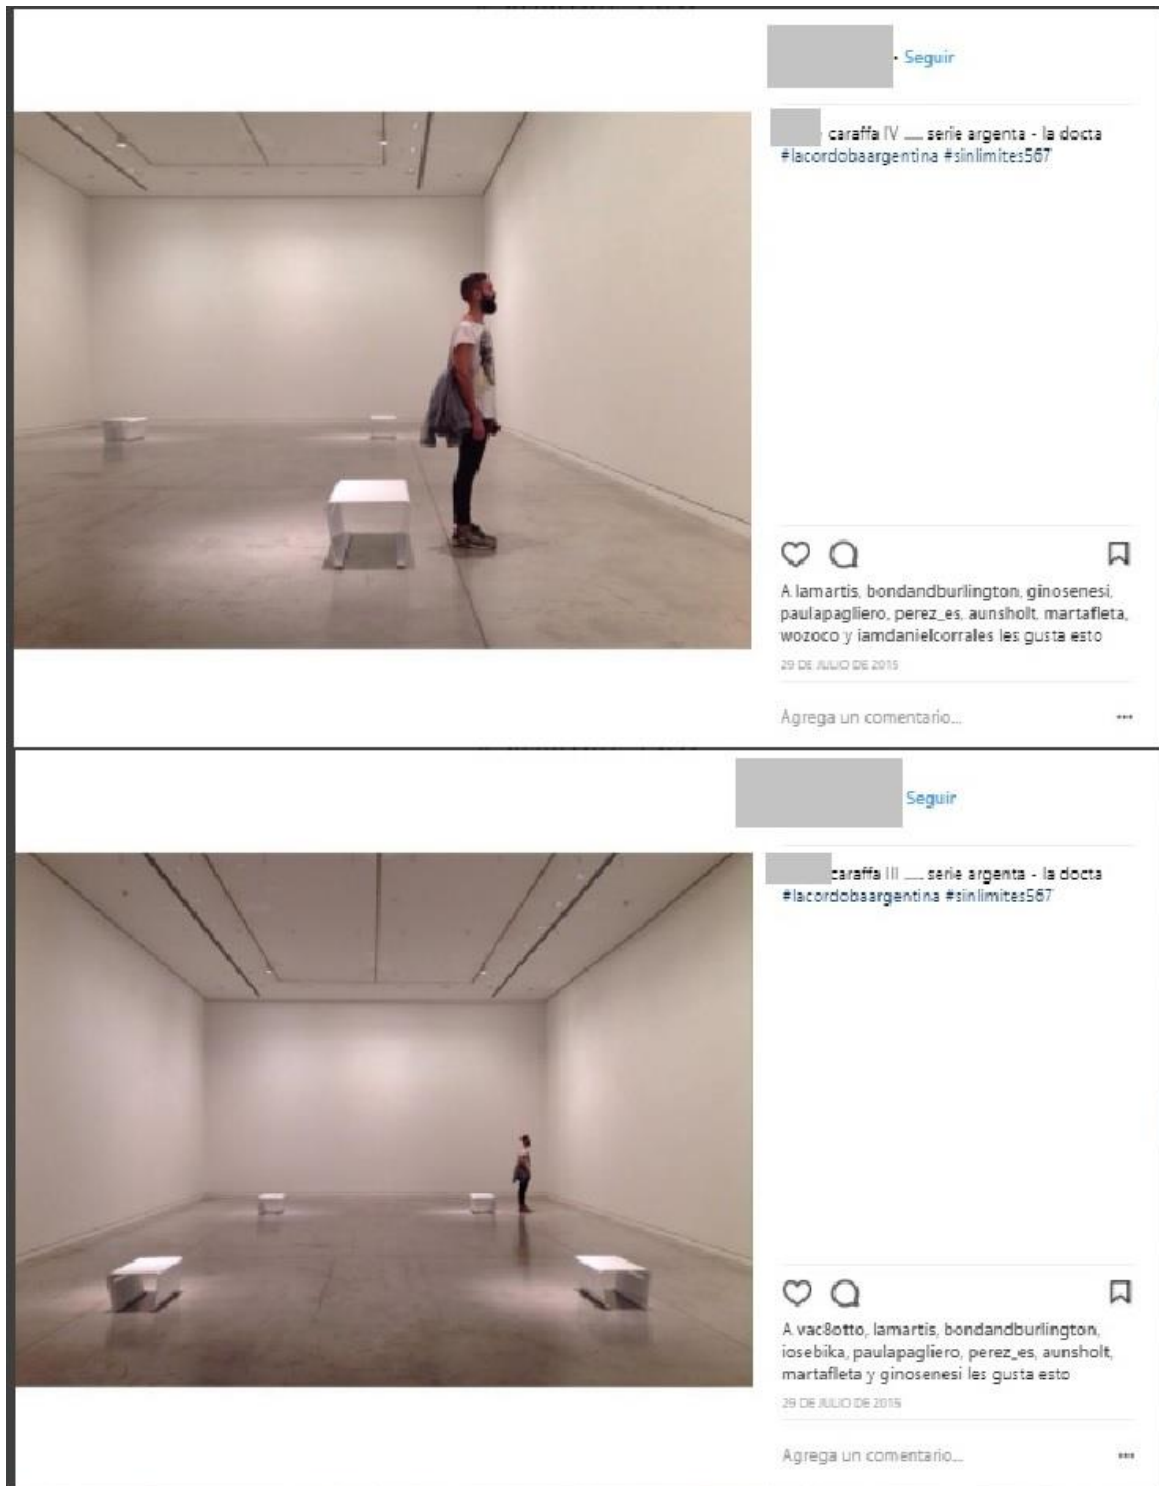 • Seguir
caraffa IV __ serie argenta - la docta
#lacordobaargentina #sinlimites567
A lamartis, bondandburlington, ginosenesi,
paulapagliero, perez_es, aunsholt, martafleta,
wozoco y iamdanielcorrales les gusta esto
29 DE JULIO DE 2015
Agrega un comentario...
Seguir
caraffa III __ serie argenta - la docta
#lacordobaargentina #sinlimites567
A vac8otto, lamartis, bondandburlington,
iosebika, paulapagliero, perez_es, aunsholt,
martafleta y ginosenesi les gusta esto
29 DE JULIO DE 2015
Agrega un comentario...